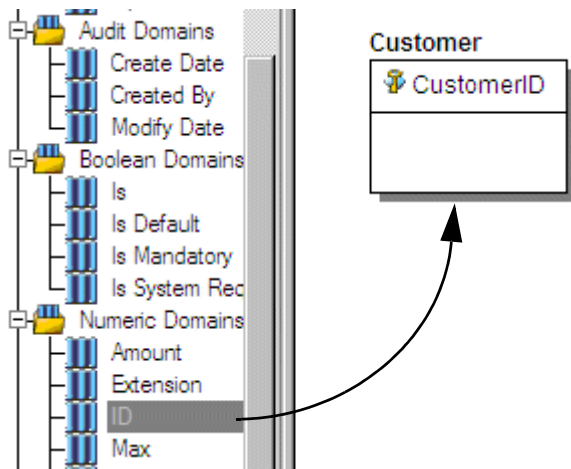 Audit Domains
Create Date
Created By
Modify Date
Boolean Domains
Is
Is Default
Is Mandatory
Is System Rec
Numeric Domains
Amount
Extension
ID
Max
Customer
CustomerID